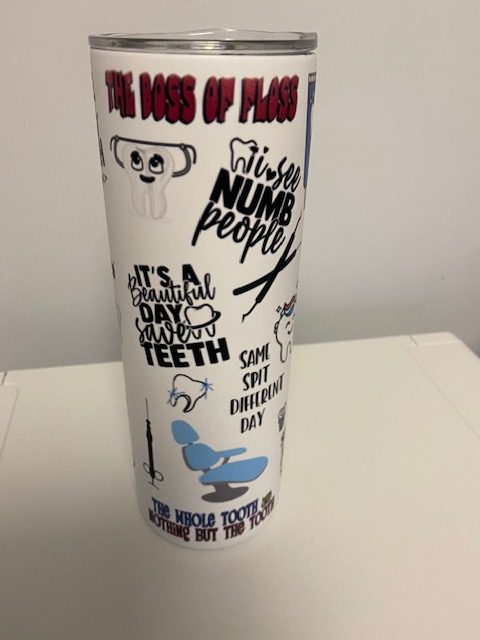 THE BOSS OF FLOSS
i see
NUMB
people
IT'S A
Beautiful
DAY
save
TEETH
SAME
SPIT
DIFFERENT
DAY
THE WHOLE TOOTH
NOTHING BUT THE TOOTH